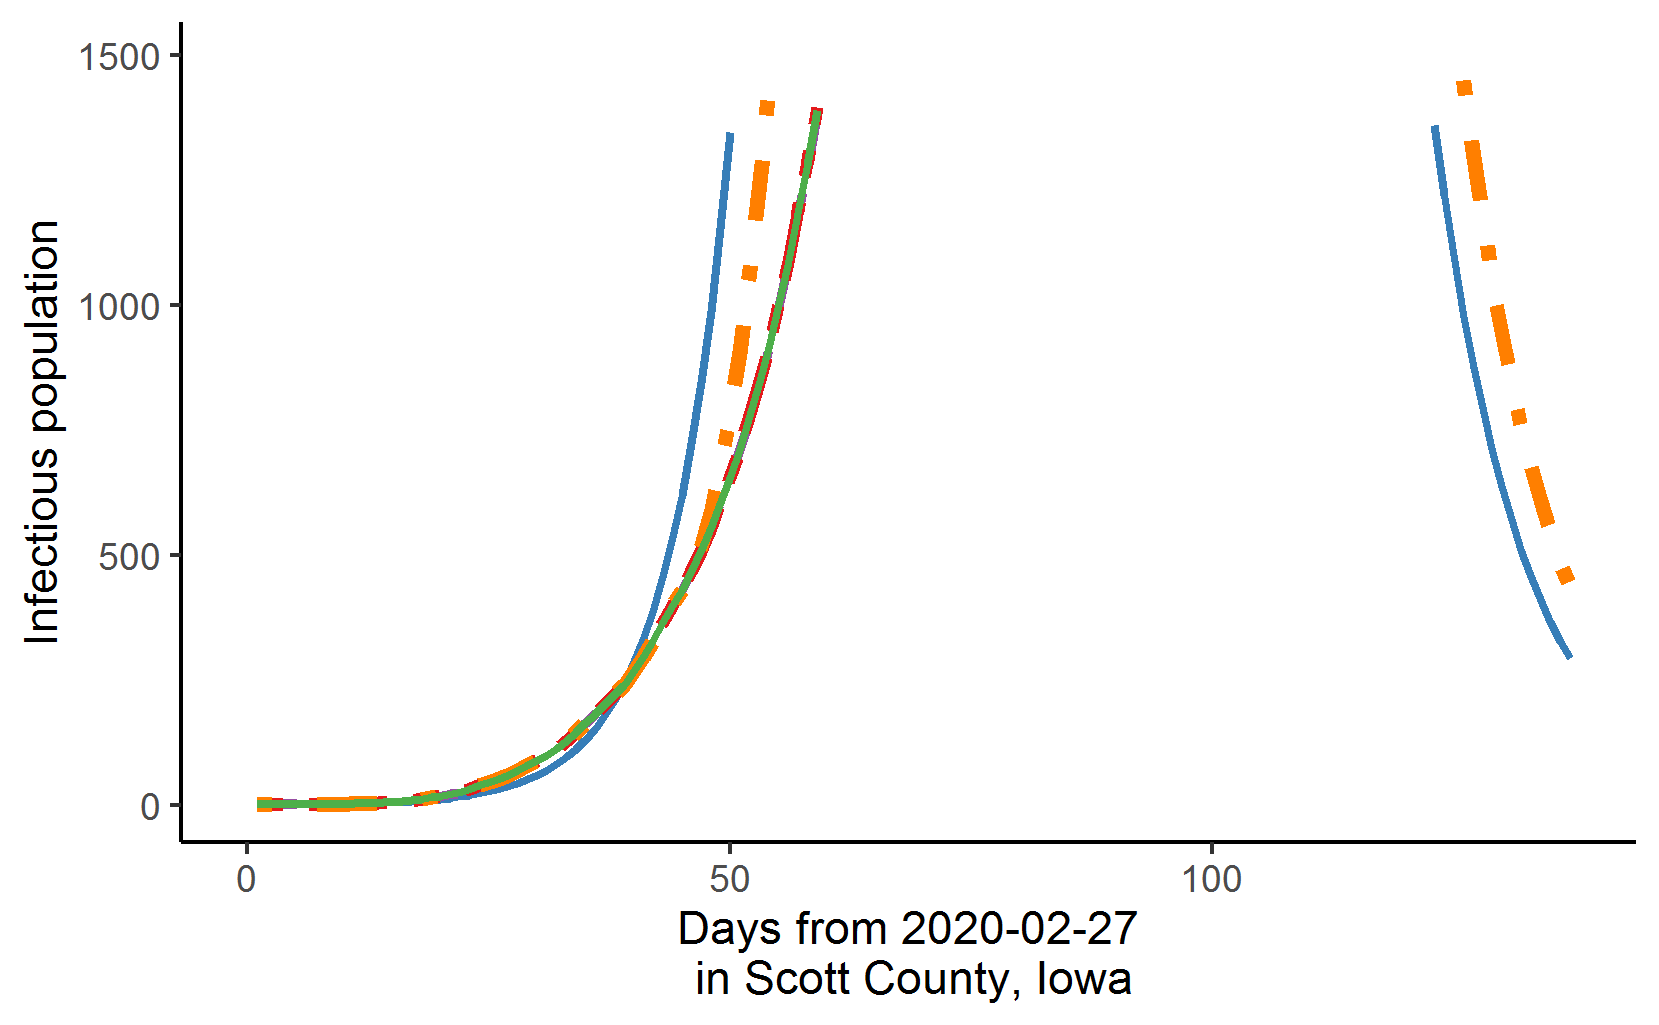 1500
1000
500
0
Infectious population
0 50 100
Days from 2020-02-27
in Scott County, Iowa